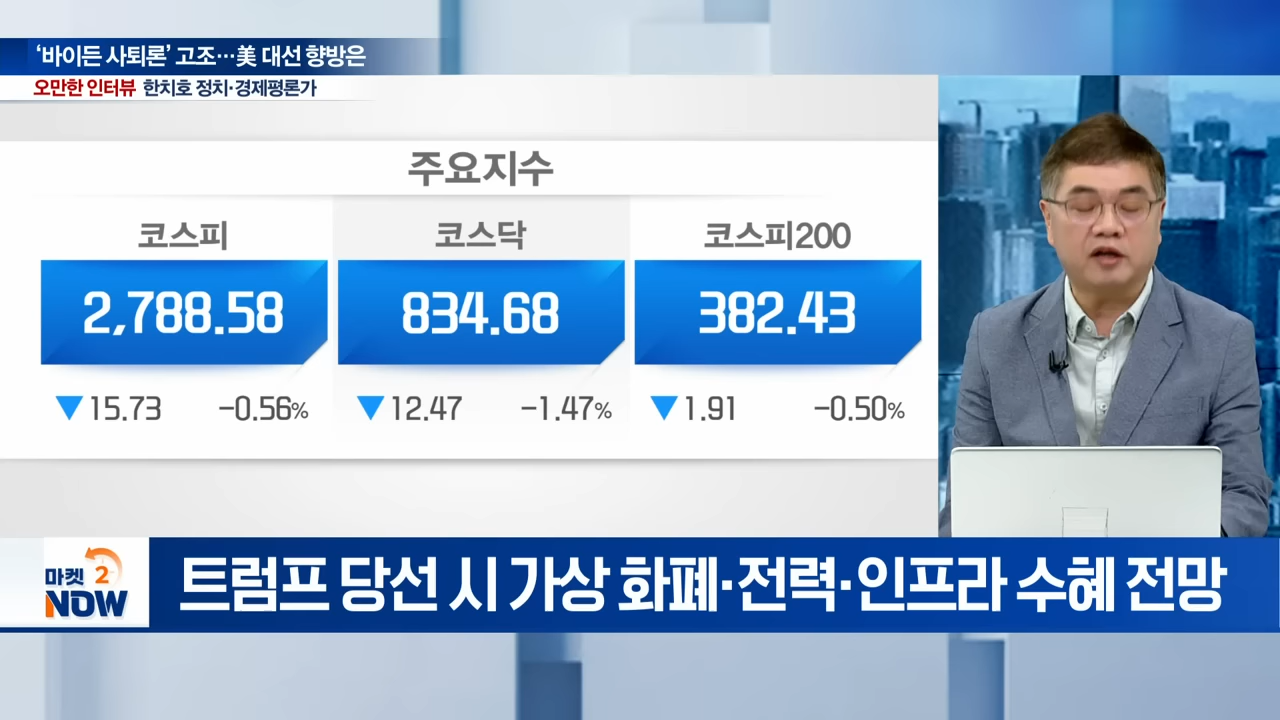 ‘바이든 사퇴론’ 고조…美 대선 향방은
오만한 인터뷰 한치호 정치·경제평론가
주요지수
코스피 코스닥 코스피200
2,788.58 834.68 382.43
▼ 15.73 -0.56% ▼ 12.47 -1.47% ▼ 1.91 -0.50%
마켓 2
NOW
트럼프 당선 시 가상 화폐·전력·인프라 수혜 전망